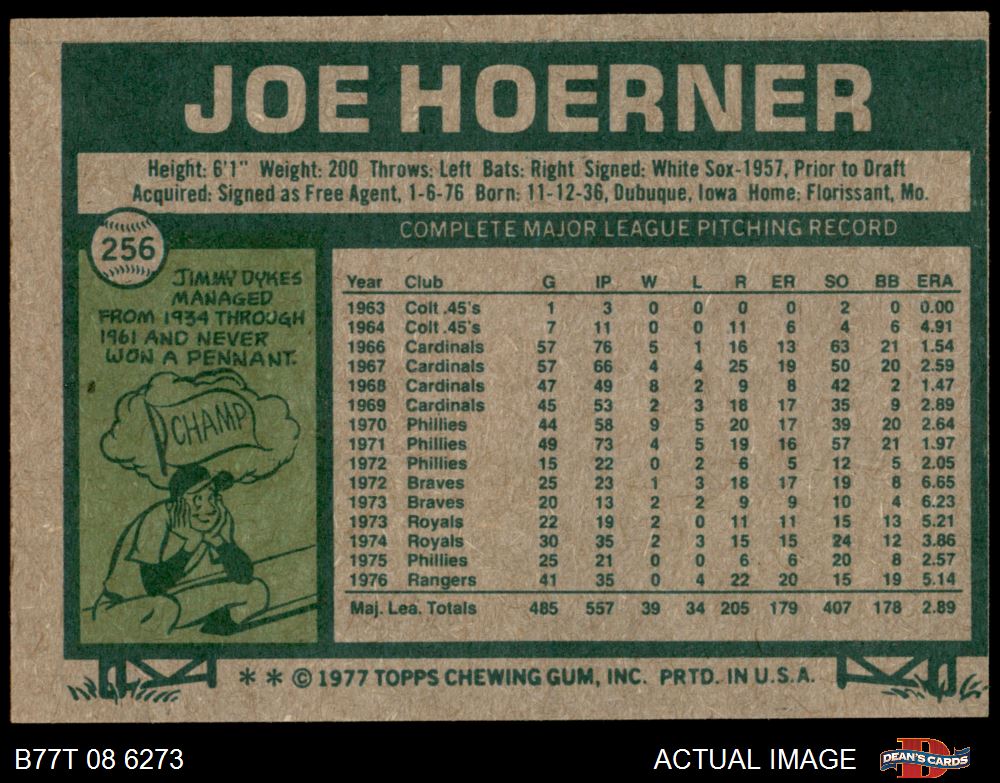 JOE HOERNER
Height: 6'1" Weight: 200 Throws: Left Bats: Right Signed: White Sox-1957, Prior to Draft
Acquired: Signed as Free Agent, 1-6-76 Born: 11-12-36, Dubuque, Iowa Home: Florissant, Mo.
256
COMPLETE MAJOR LEAGUE PITCHING RECORD
JIMMY DYKES
MANAGED
FROM 1934 THROUGH
1961 AND NEVER
WON A PENNANT.
CHAMP
Year Club G IP W L R ER SO BB ERA
1963 Colt .45's 1 3 0 0 0 0 2 0 0.00
1964 Colt .45's 7 11 0 0 11 6 4 6 4.91
1966 Cardinals 57 76 5 1 16 13 63 21 1.54
1967 Cardinals 57 66 4 4 25 19 50 20 2.59
1968 Cardinals 47 49 8 2 9 8 42 2 1.47
1969 Cardinals 45 53 2 3 18 17 35 9 2.89
1970 Phillies 44 58 9 5 20 17 39 20 2.64
1971 Phillies 49 73 4 5 19 16 57 21 1.97
1972 Phillies 15 22 0 2 6 5 12 5 2.05
1972 Braves 25 23 1 3 18 17 19 8 6.65
1973 Braves 20 13 2 2 9 9 10 4 6.23
1973 Royals 22 19 2 0 11 11 15 13 5.21
1974 Royals 30 35 2 3 15 15 24 12 3.86
1975 Phillies 25 21 0 0 6 6 20 8 2.57
1976 Rangers 41 35 0 4 22 20 15 19 5.14
Maj. Lea. Totals 485 557 39 34 205 179 407 178 2.89
* * © 1977 TOPPS CHEWING GUM, INC. PRTD. IN U.S.A.
B77T 08 6273
ACTUAL IMAGE
DEAN'S CARDS